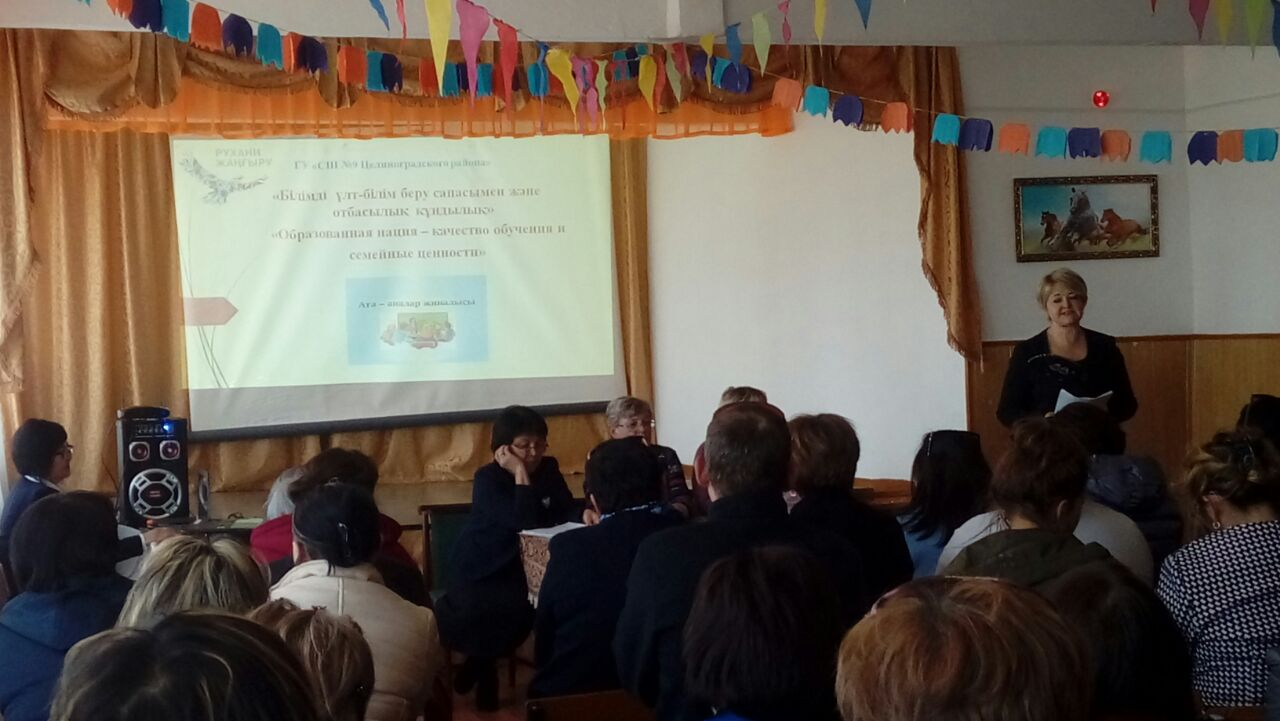 РУХАНИ
ЖАҢҒЫРУ
ГУ «СШ №9 Целиноградского района»
«Білімді ұлт-білім беру сапасымен және
отбасылық құндылық»
«Образованная нация – качество обучения и
семейные ценности»
Ата – аналар жиналысы